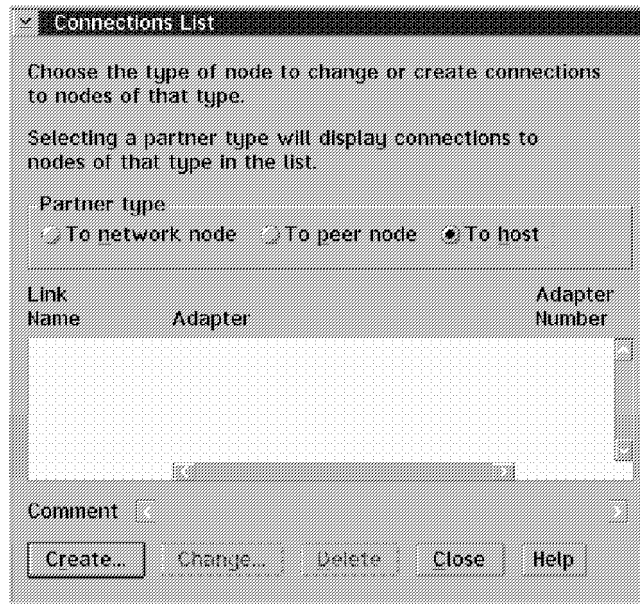 Connections List
Choose the type of node to change or create connections
to nodes of that type.
Selecting a partner type will display connections to
nodes of that type in the list.
Partner type
To network node To peer node To host
Link Adapter
Name Adapter Number
Comment
Create... Change... Delete Close Help